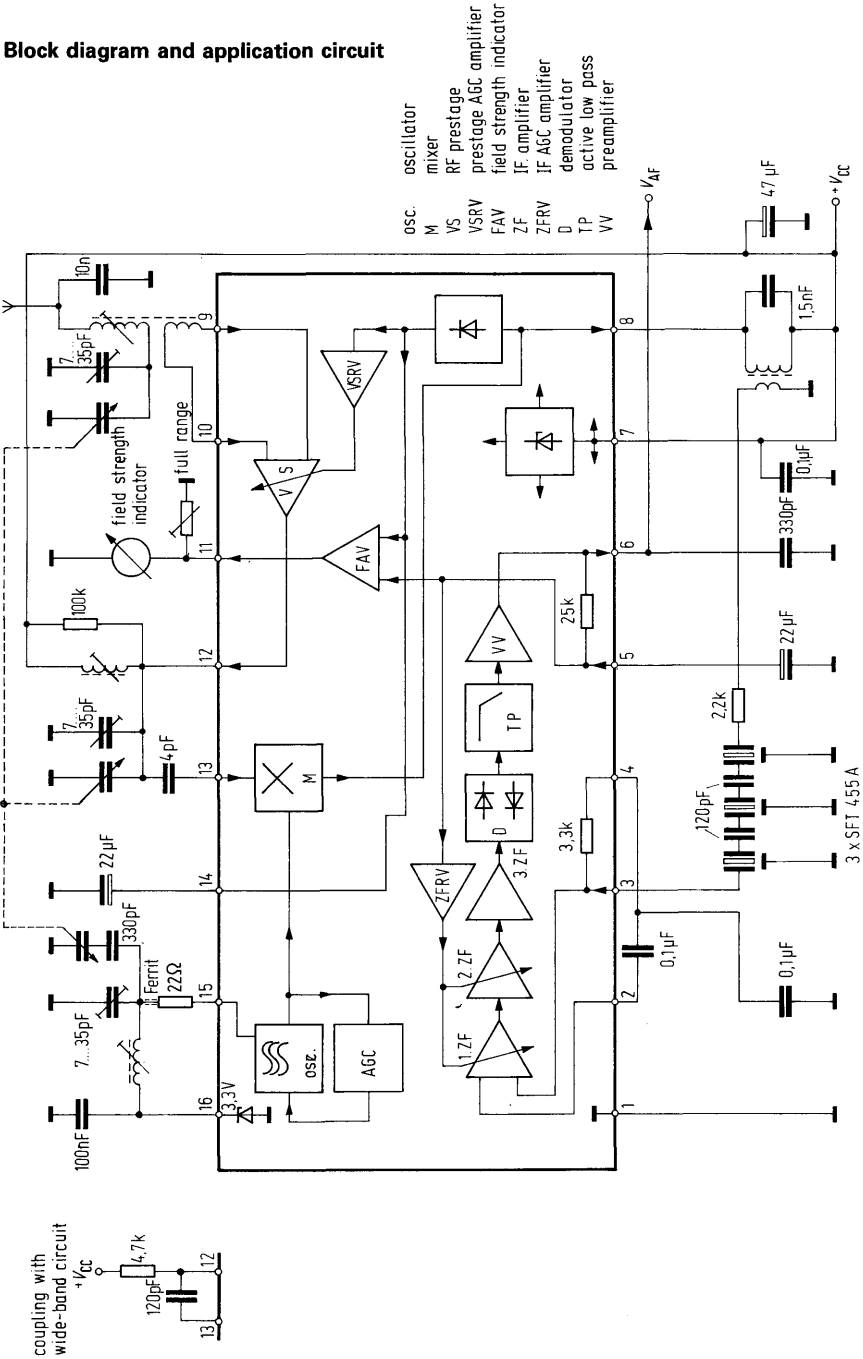 Block diagram and application circuit
osc. oscillator
M mixer
VS RF prestage
VSRV prestage AGC amplifier
FAV field strength indicator
ZF IF. amplifier
ZFRV IF AGC amplifier
D demodulator
TP active low pass
VV preamplifier
coupling with
wide-band circuit
+VCC
4,7k
120pF
13
12
100nF
7...35pF
330pF
Ferrit
22Ω
22µF
4pF
7...
35pF
100k
field strength
indicator
full range
7...
35pF
10n
16
15
14
13
12
11
10
9
3,3V
osc.
AGC
M
VS
VSRV
FAV
ZFRV
1.ZF
2.ZF
3.ZF
D
TP
VV
3,3k
25k
1
2
3
4
5
6
7
8
0,1µF
0,1µF
120pF
3 x SFT 455 A
2,2k
22µF
330pF
0,1µF
1,5nF
47µF
VAF
+VCC